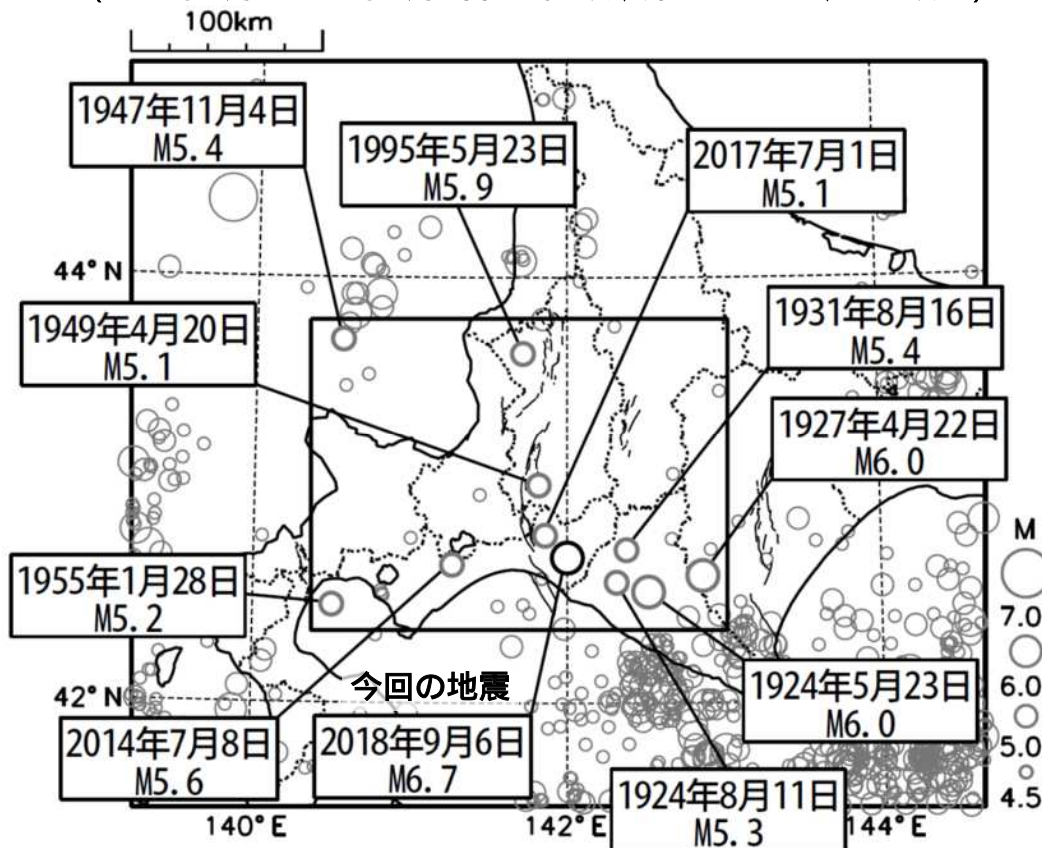 100km
1947年11月4日
M5.4
1995年5月23日
M5.9
2017年7月1日
M5.1
44°N
1949年4月20日
M5.1
1931年8月16日
M5.4
1927年4月22日
M6.0
1955年1月28日
M5.2
M
7.0
6.0
5.0
4.5
42°N
今回の地震
1924年5月23日
M6.0
2014年7月8日
M5.6
2018年9月6日
M6.7
1924年8月11日
M5.3
140°E
142°E
144°E